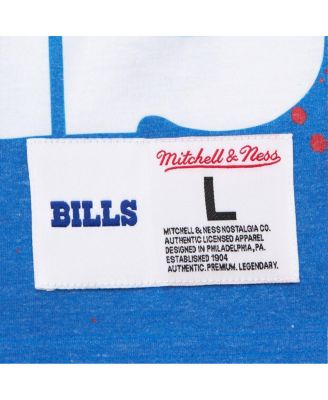 BILLS
Mitchell & Ness
L
MITCHELL & NESS NOSTALGIA CO.
AUTHENTIC LICENSED APPAREL
DESIGNED IN PHILADELPHIA, PA.
ESTABLISHED 1904
AUTHENTIC. PREMIUM. LEGENDARY.